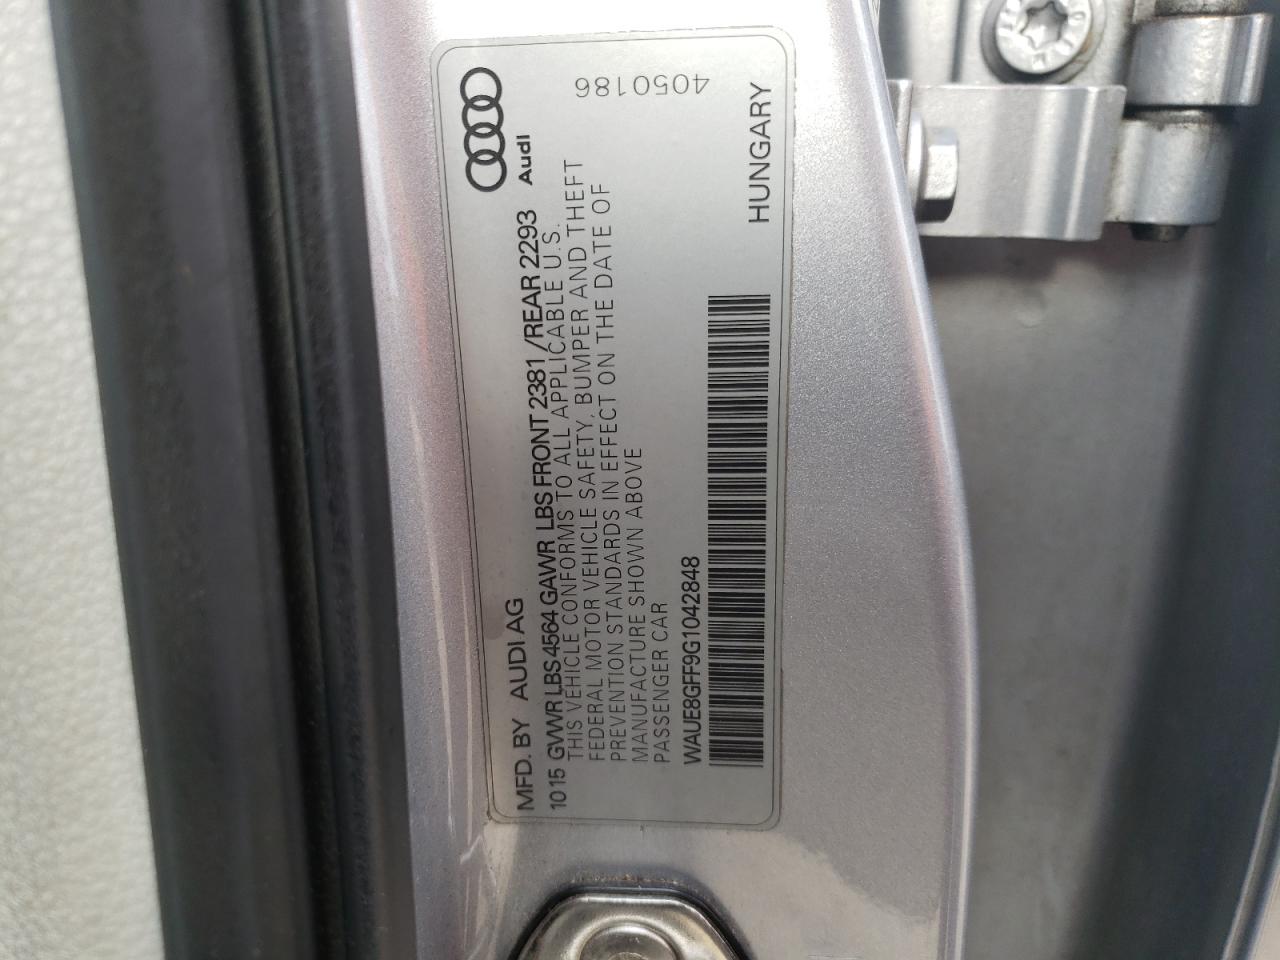 MFD. BY AUDI AG
Audi
1015 GVWR LBS 4564 GAWR LBS FRONT 2381 /REAR 2293
THIS VEHICLE CONFORMS TO ALL APPLICABLE U.S.
FEDERAL MOTOR VEHICLE SAFETY, BUMPER AND THEFT
PREVENTION STANDARDS IN EFFECT ON THE DATE OF
MANUFACTURE SHOWN ABOVE
PASSENGER CAR
4050186
WAUE8GFF9G1042848
HUNGARY